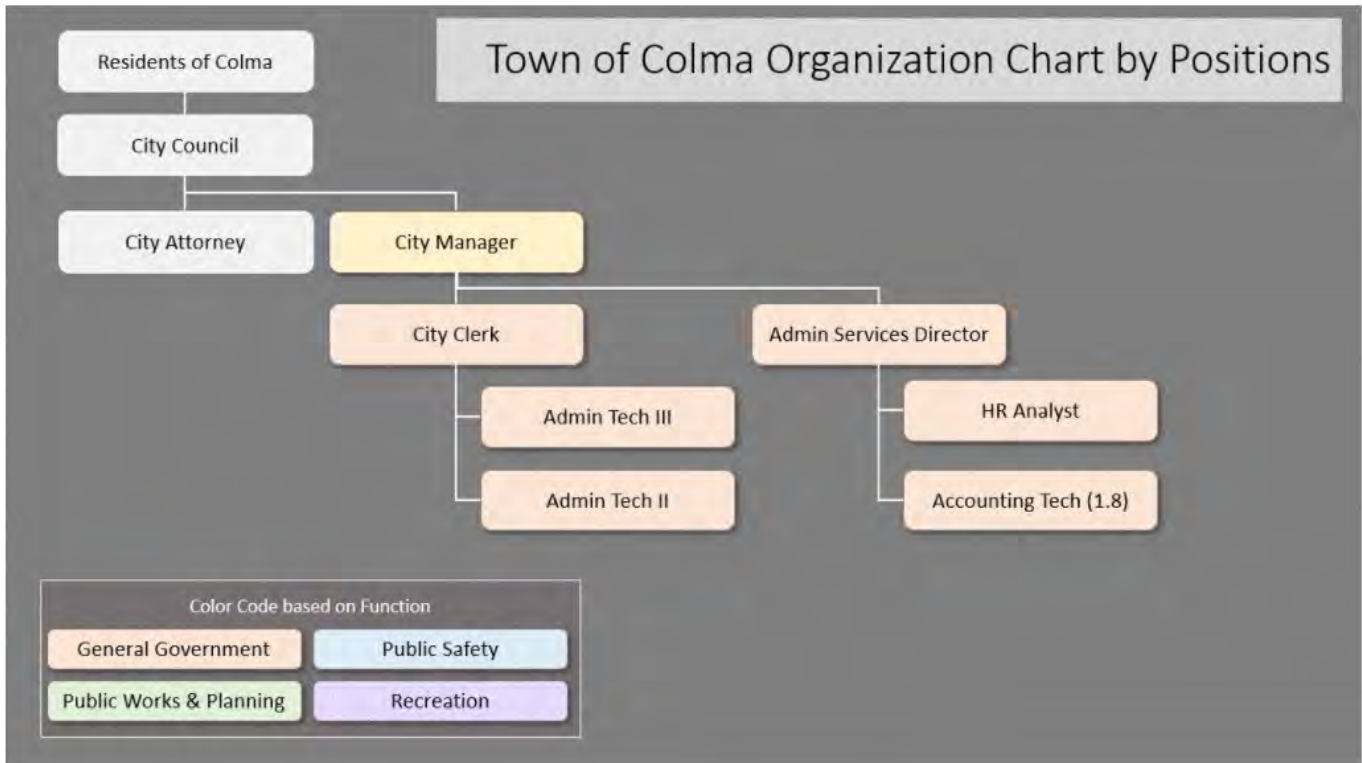 Town of Colma Organization Chart by Positions
Residents of Colma
City Council
City Attorney
City Manager
City Clerk
Admin Services Director
Admin Tech III
HR Analyst
Admin Tech II
Accounting Tech (1.8)
Color Code based on Function
General Government
Public Safety
Public Works & Planning
Recreation